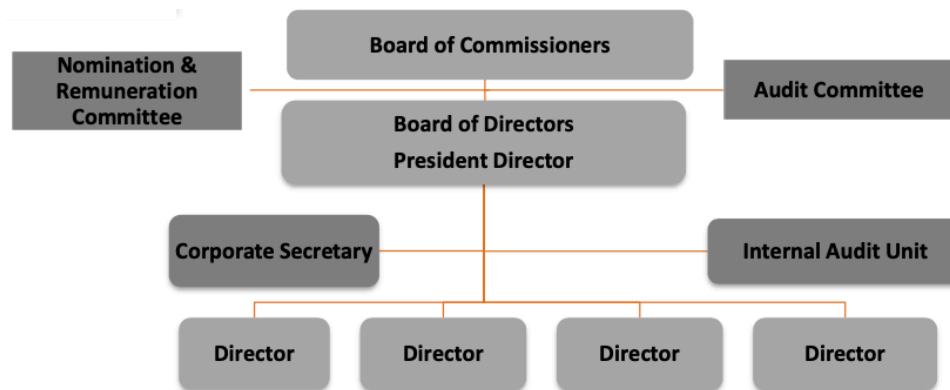 Board of Commissioners
Nomination &
Remuneration
Committee
Audit Committee
Board of Directors
President Director
Corporate Secretary
Internal Audit Unit
Director
Director
Director
Director